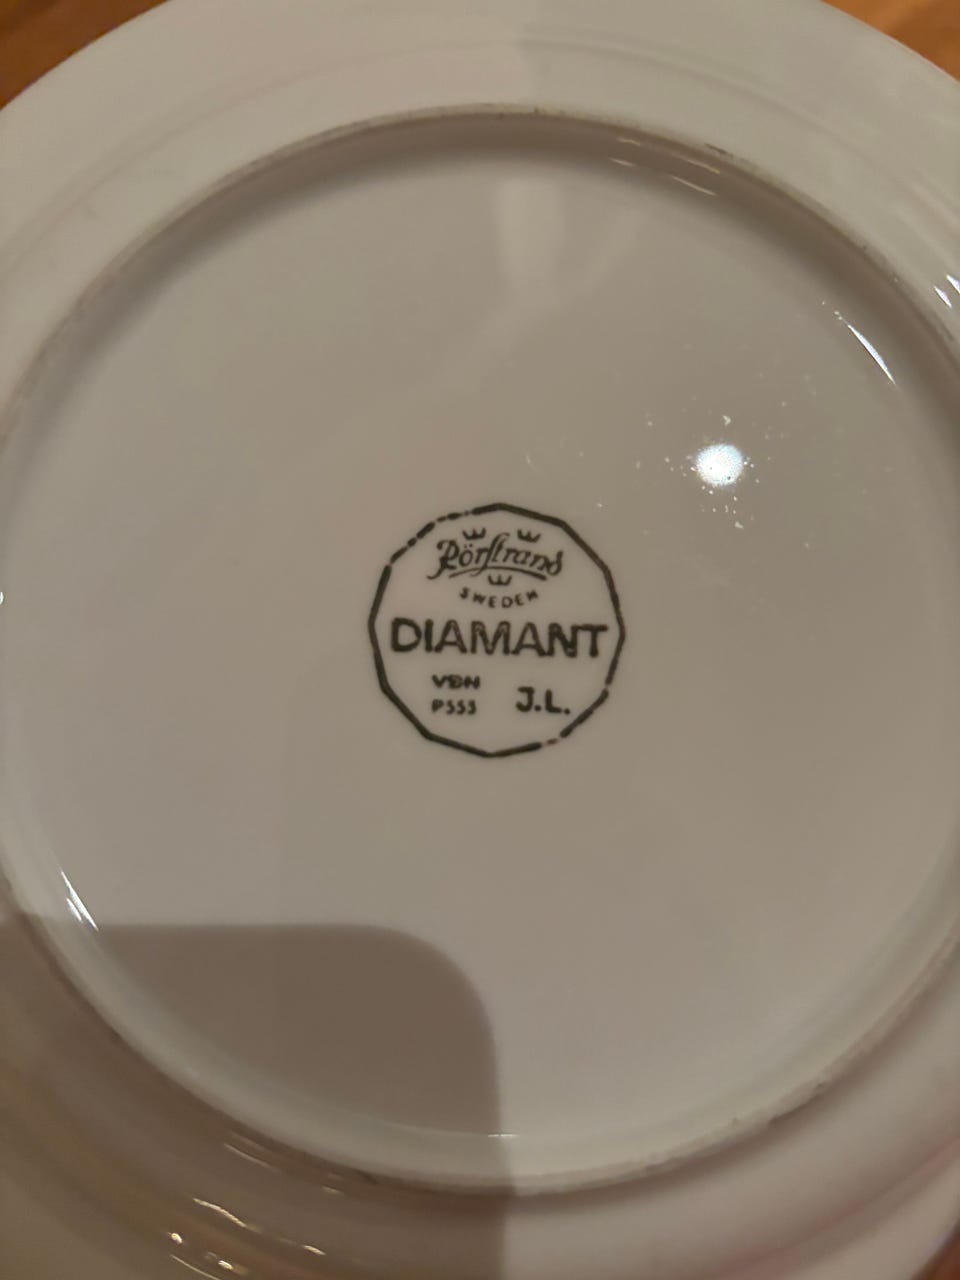 Rörstrand
SWEDEN
DIAMANT
VDN
P555
J.L.